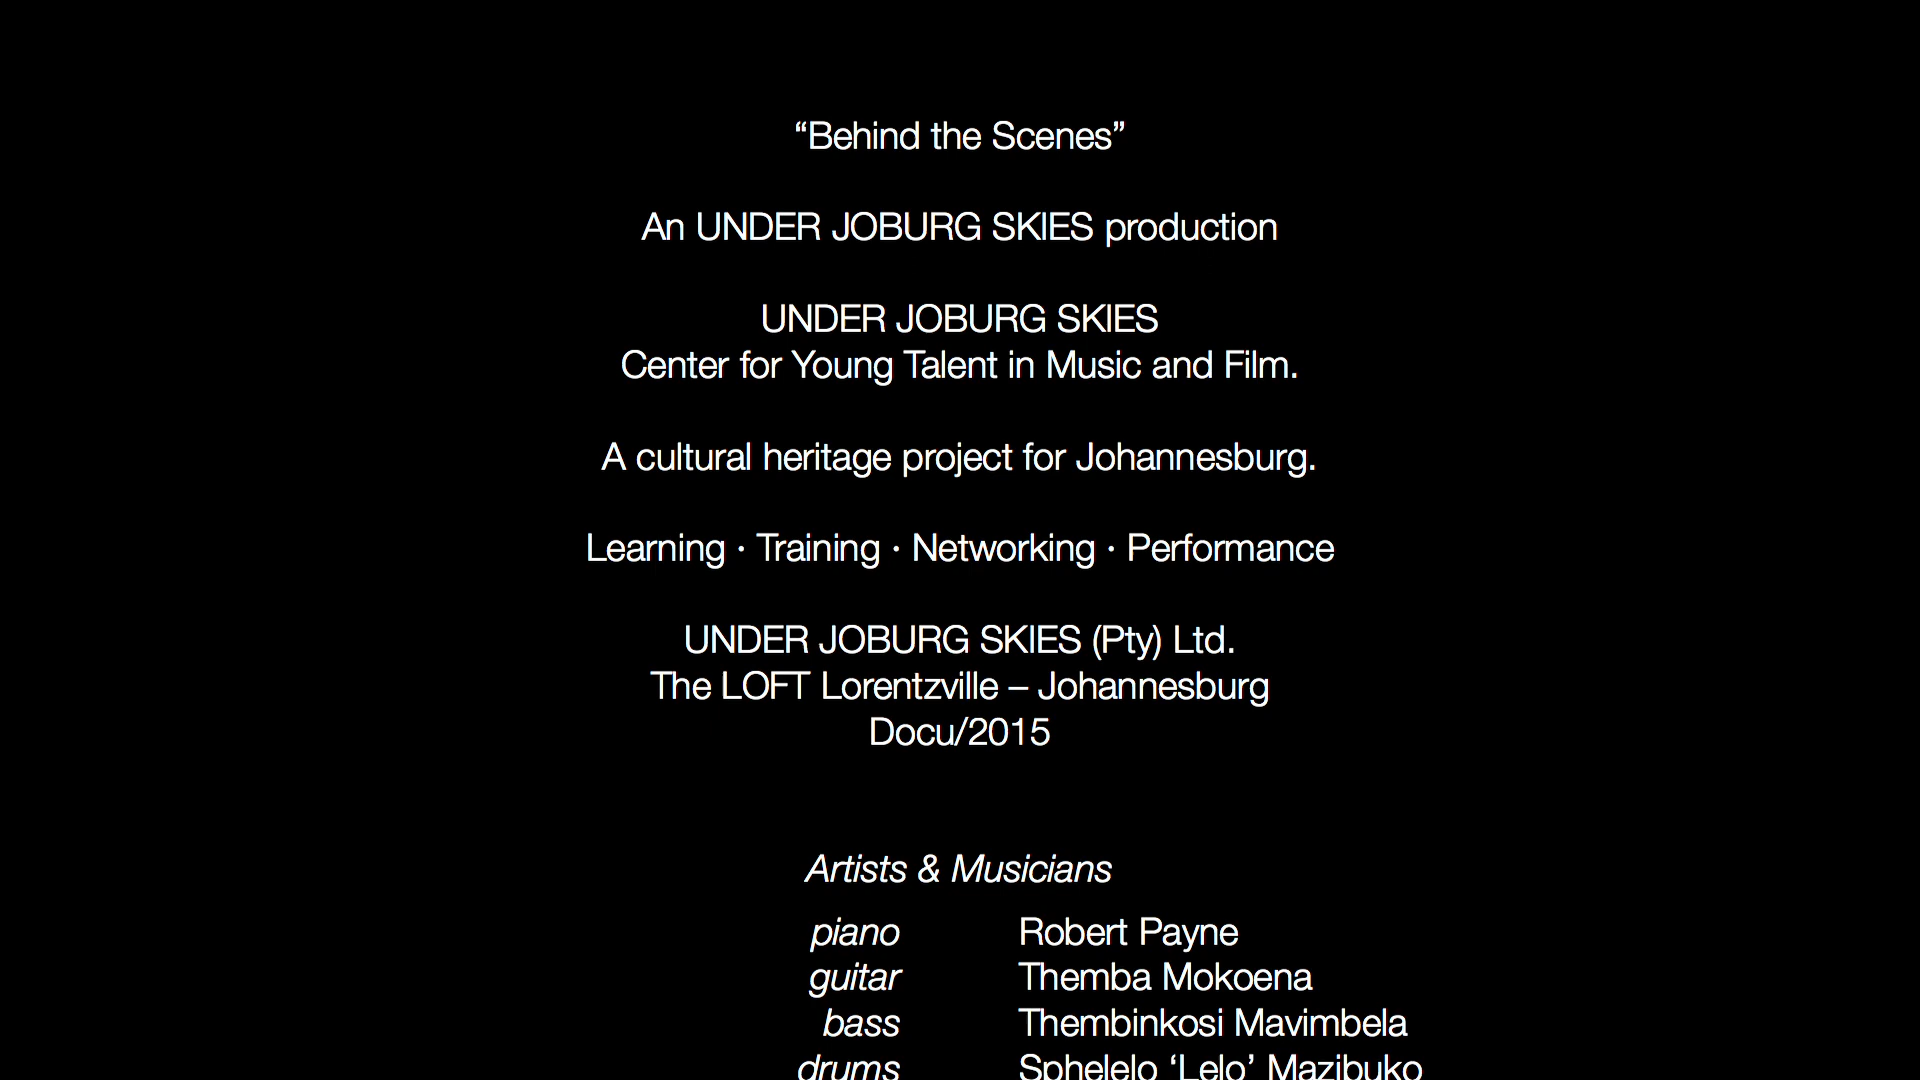 “Behind the Scenes”
An UNDER JOBURG SKIES production
UNDER JOBURG SKIES
Center for Young Talent in Music and Film.
A cultural heritage project for Johannesburg.
Learning · Training · Networking · Performance
UNDER JOBURG SKIES (Pty) Ltd.
The LOFT Lorentzville – Johannesburg
Docu/2015
Artists & Musicians
piano Robert Payne
guitar Themba Mokoena
bass Thembinkosi Mavimbela
drums Sphelelo ‘Lelo’ Mazibuko